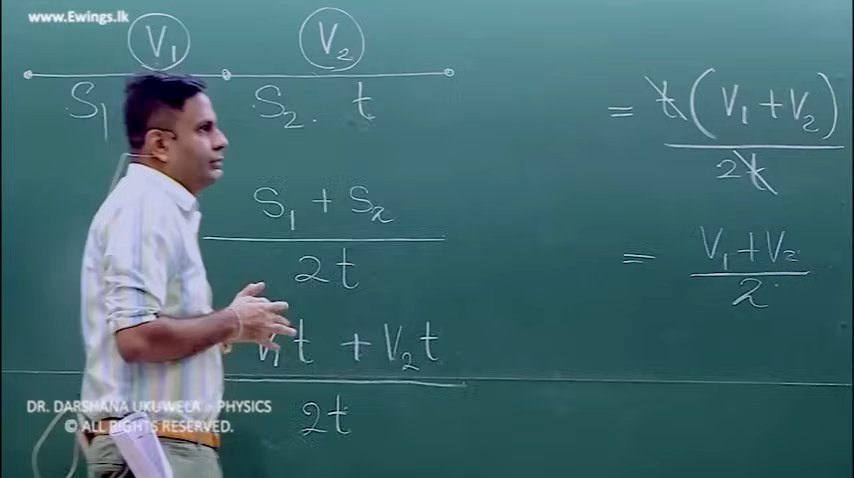 www.Ewings.lk
V₁ V₂
S₁ S₂. t
S₁ + S₂
2t
V₁t + V₂t
2t
= t(V₁+V₂)
2t
= V₁+V₂
2
DR. DARSHANA UKUWELA - PHYSICS
© ALL RIGHTS RESERVED.